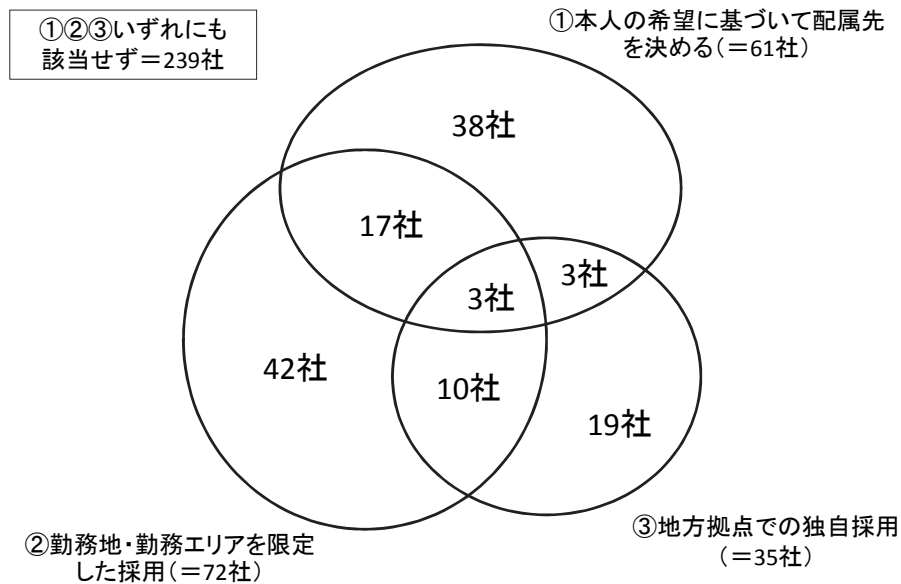 ①②③いずれにも
該当せず＝239社
①本人の希望に基づいて配属先
を決める（＝61社）
38社
17社
3社
3社
42社
10社
19社
②勤務地・勤務エリアを限定
した採用（＝72社）
③地方拠点での独自採用
（＝35社）